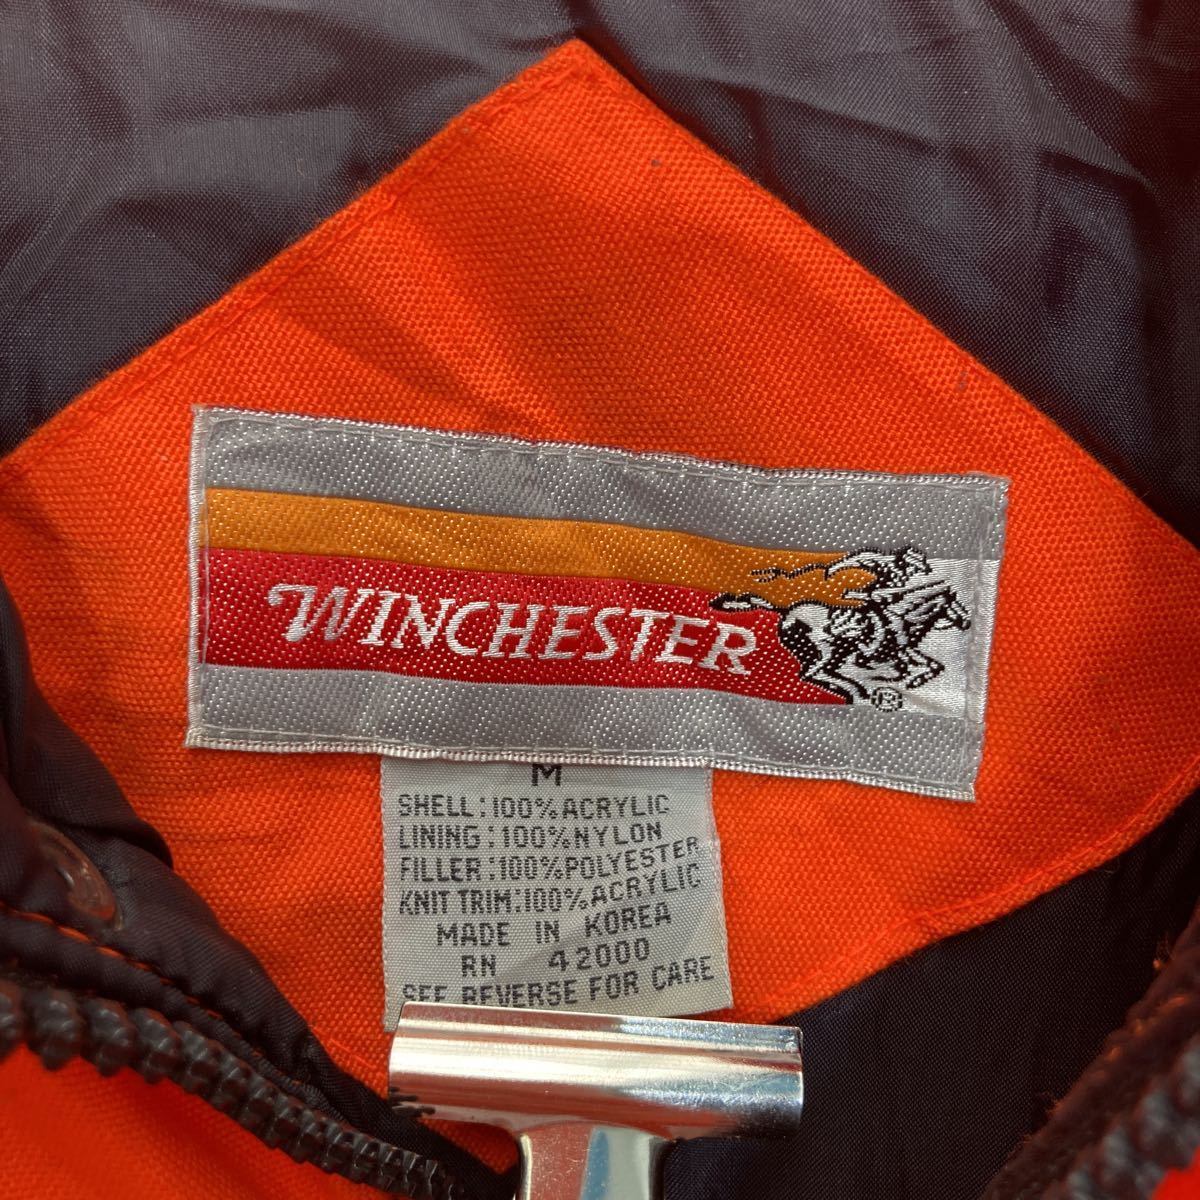 WINCHESTER
®
M
SHELL:100%ACRYLIC
LINING:100%NYLON
FILLER:100%POLYESTER
KNIT TRIM:100%ACRYLIC
MADE IN KOREA
RN 42000
SEE REVERSE FOR CARE